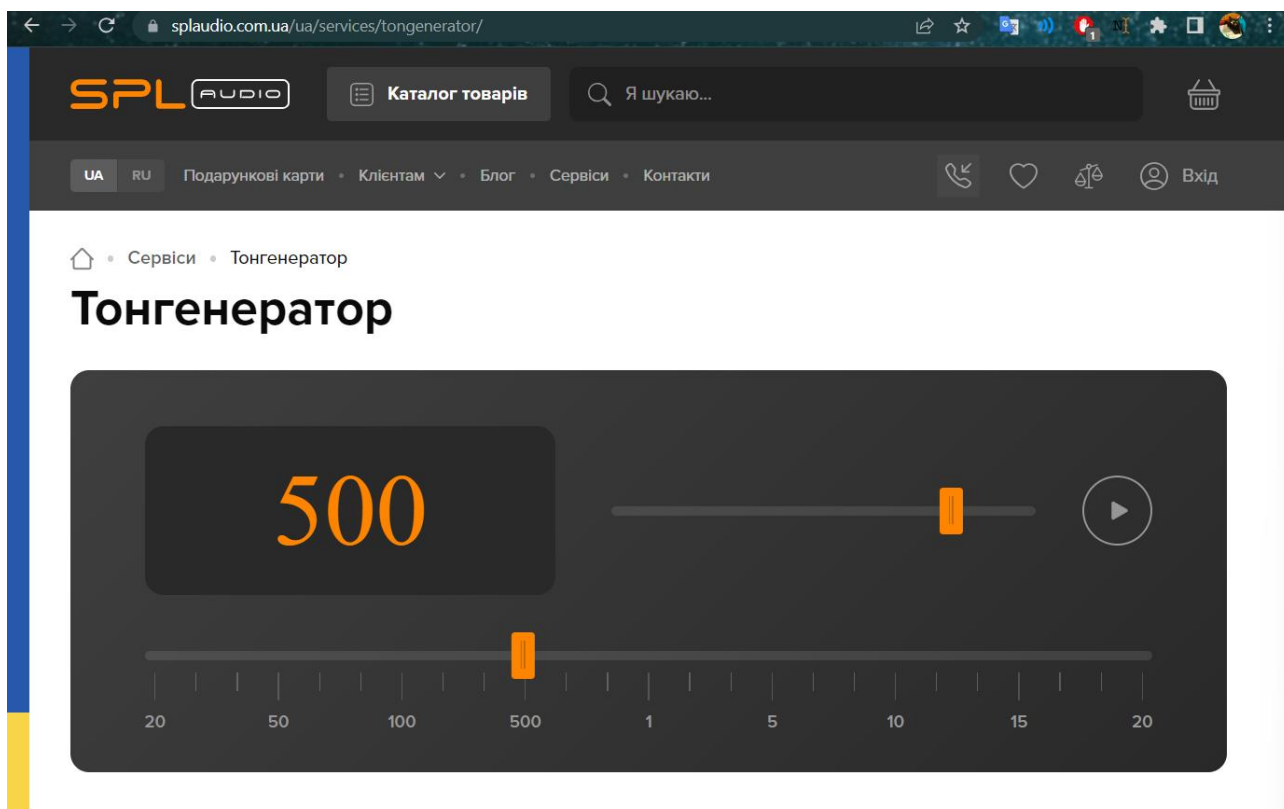 splaudio.com.ua/ua/services/tongenerator/
SPL AUDIO Каталог товарів Я шукаю...
UA RU Подарункові карти Клієнтам Блог Сервіси Контакти Вхід
Сервіси Тонгенератор
Тонгенератор
500
20 50 100 500 1 5 10 15 20